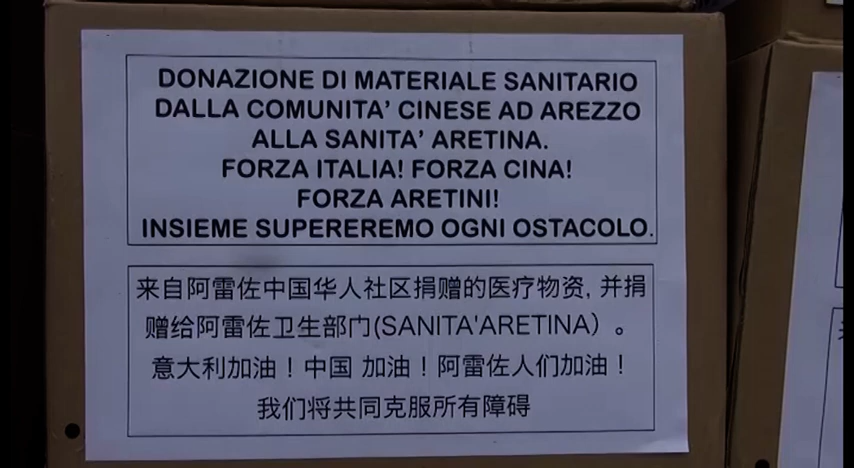 DONAZIONE DI MATERIALE SANITARIO
DALLA COMUNITA' CINESE AD AREZZO
ALLA SANITA' ARETINA.
FORZA ITALIA! FORZA CINA!
FORZA ARETINI!
INSIEME SUPEREREMO OGNI OSTACOLO.
来自阿雷佐中国华人社区捐赠的医疗物资, 并捐
赠给阿雷佐卫生部门(SANITA'ARETINA）。
意大利加油！中国 加油！阿雷佐人们加油！
我们将共同克服所有障碍